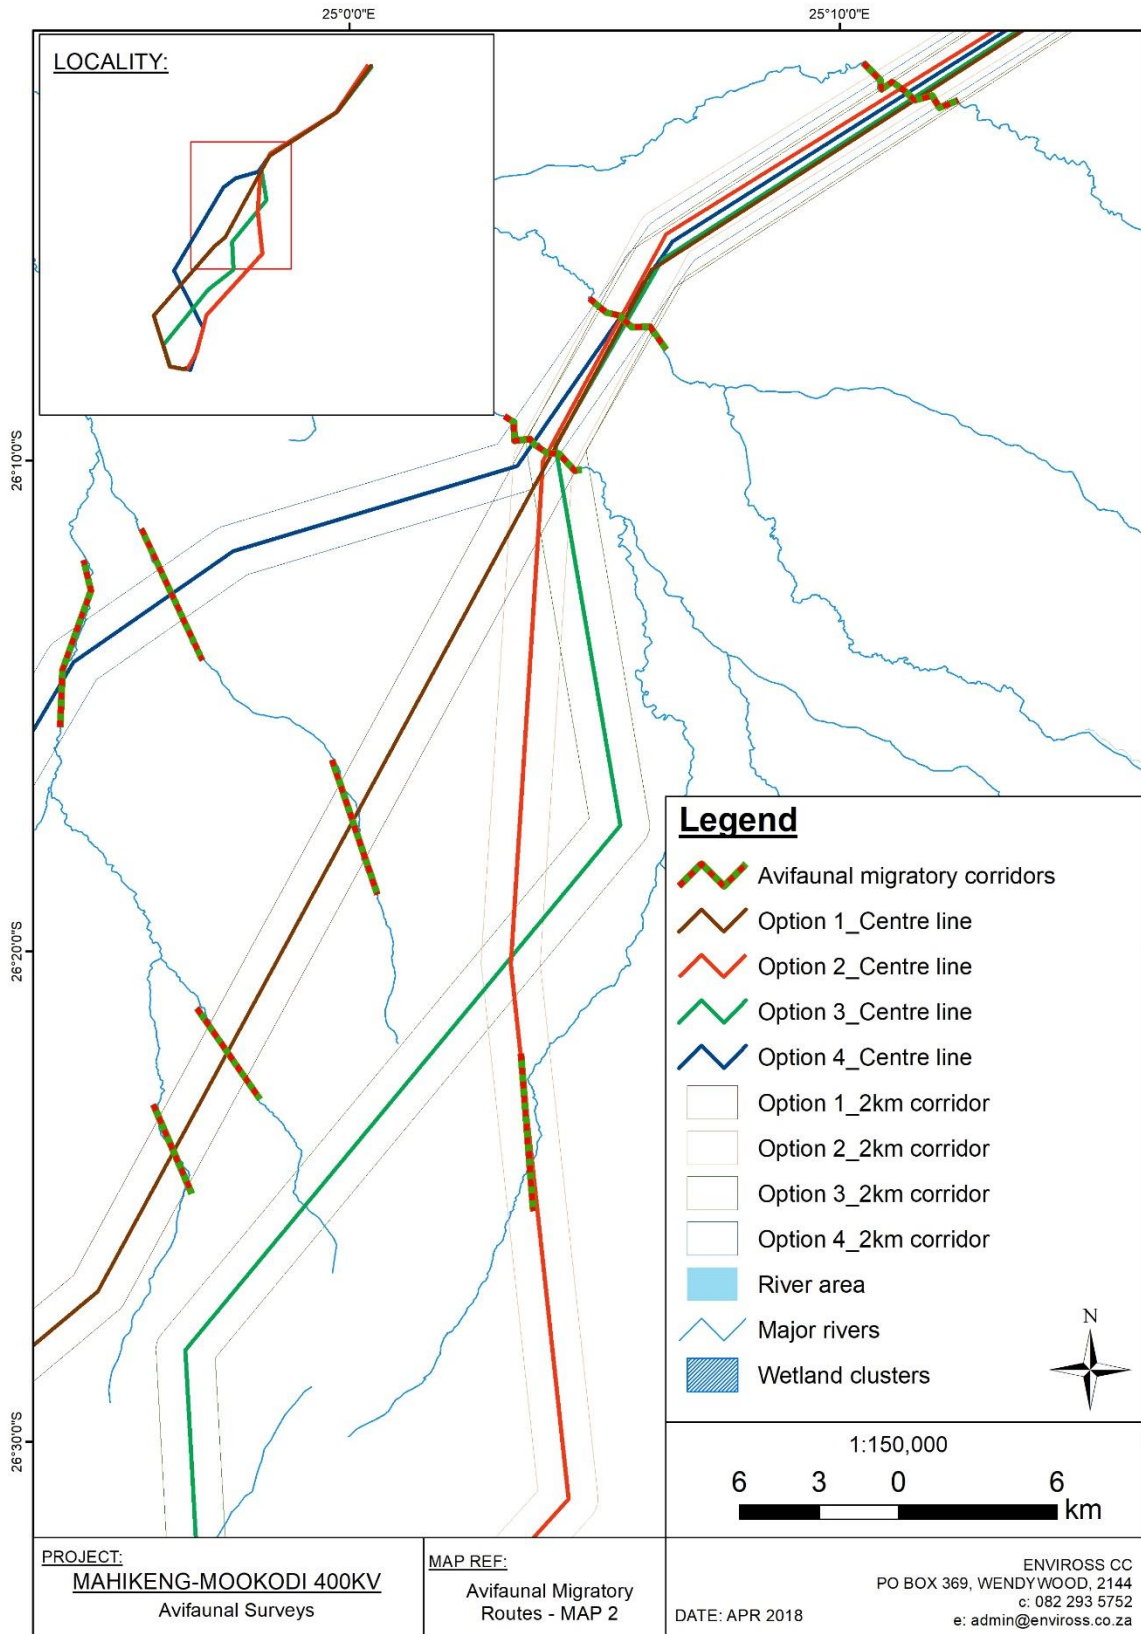 25°0'0"E
25°10'0"E
LOCALITY:
26°10'0"S
26°20'0"S
26°30'0"S
Legend
Avifaunal migratory corridors
Option 1_Centre line
Option 2_Centre line
Option 3_Centre line
Option 4_Centre line
Option 1_2km corridor
Option 2_2km corridor
Option 3_2km corridor
Option 4_2km corridor
River area
Major rivers
Wetland clusters
N
1:150,000
6 3 0 6
km
PROJECT:
MAHIKENG-MOOKODI 400KV
Avifaunal Surveys
MAP REF:
Avifaunal Migratory
Routes - MAP 2
DATE: APR 2018
ENVIROSS CC
PO BOX 369, WENDYWOOD, 2144
c: 082 293 5752
e: admin@enviross.co.za